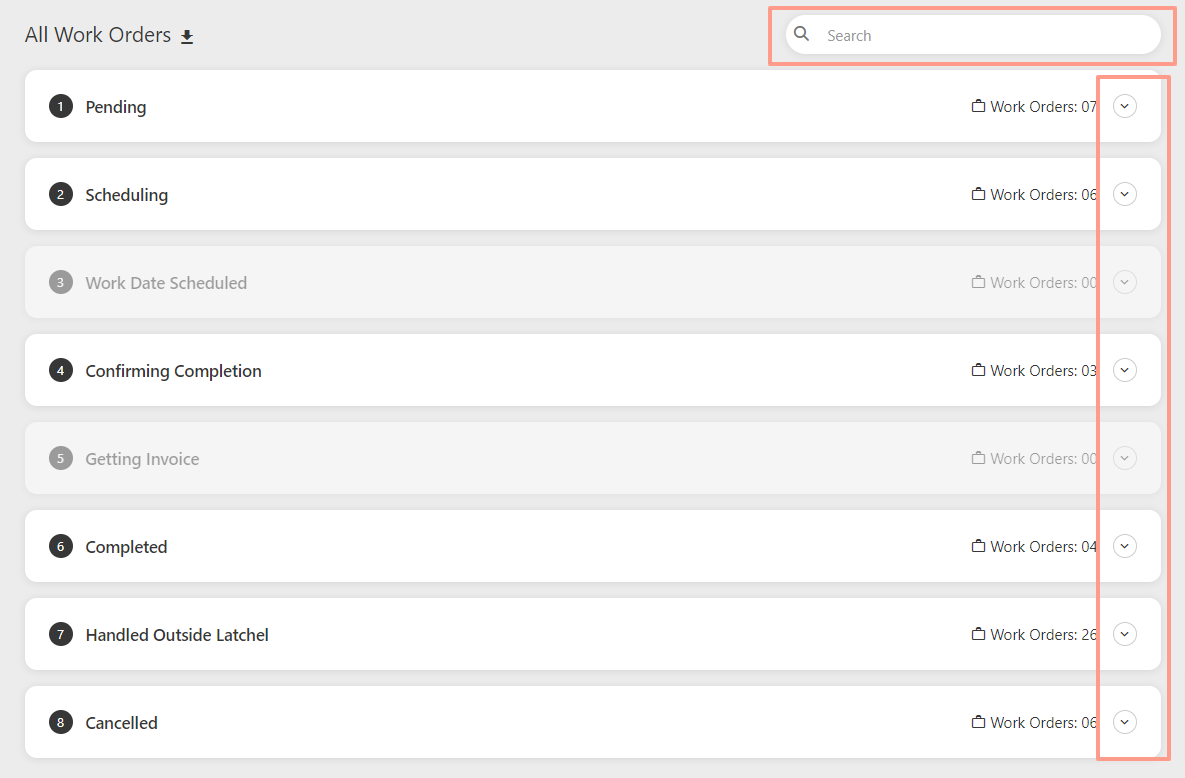 All Work Orders
Search
1 Pending Work Orders: 07
2 Scheduling Work Orders: 06
3 Work Date Scheduled Work Orders: 00
4 Confirming Completion Work Orders: 03
5 Getting Invoice Work Orders: 00
6 Completed Work Orders: 04
7 Handled Outside Latchel Work Orders: 26
8 Cancelled Work Orders: 06